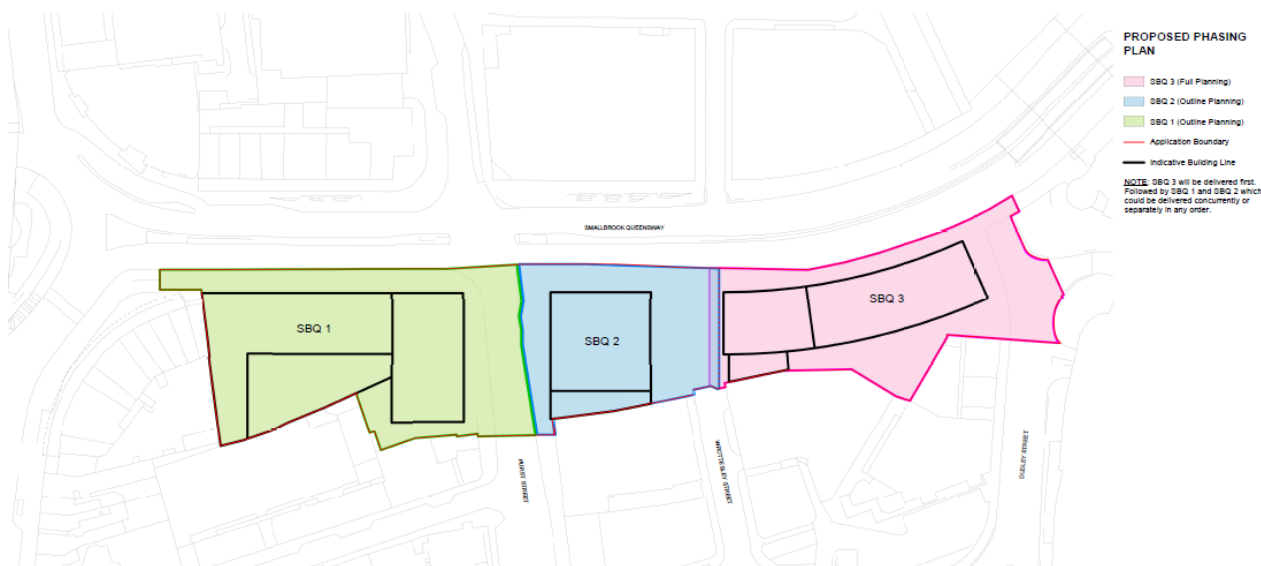 PROPOSED PHASING
PLAN
SBQ 3 (Full Planning)
SBQ 2 (Outline Planning)
SBQ 1 (Outline Planning)
Application Boundary
Indicative Building Line
NOTE: SBQ 3 will be delivered first.
Followed by SBQ 1 and SBQ 2 which
could be delivered concurrently or
separately in any order.
SMALLBROOK QUEENSWAY
SBQ 1
SBQ 2
SBQ 3
HURST STREET
WROTTESLEY STREET
DUDLEY STREET